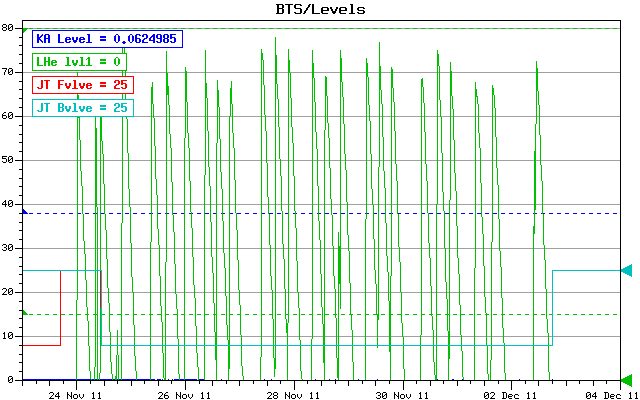 BTS/Levels
80
KA Level = 0.0624985
LHe lvl1 = 0
70
JT Fvlve = 25
JT Bvlve = 25
60
50
40
30
20
10
0
24 Nov 11 26 Nov 11 28 Nov 11 30 Nov 11 02 Dec 11 04 Dec 11